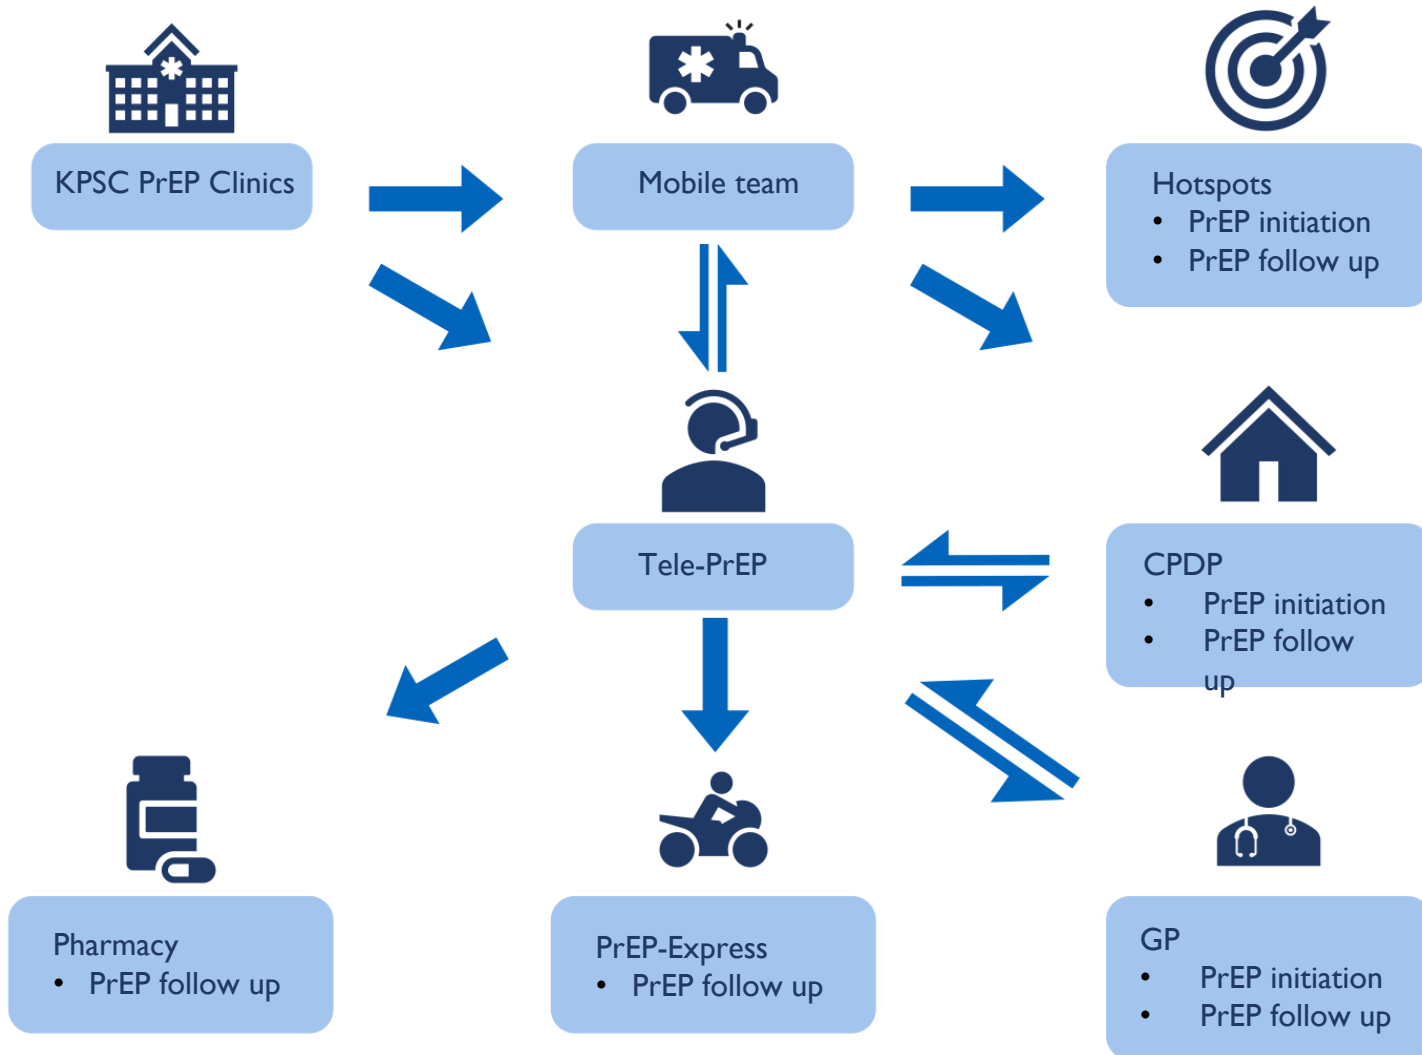 KPSC PrEP Clinics
Mobile team
Hotspots
• PrEP initiation
• PrEP follow up
Tele-PrEP
CPDP
• PrEP initiation
• PrEP follow
up
Pharmacy
• PrEP follow up
PrEP-Express
• PrEP follow up
GP
• PrEP initiation
• PrEP follow up